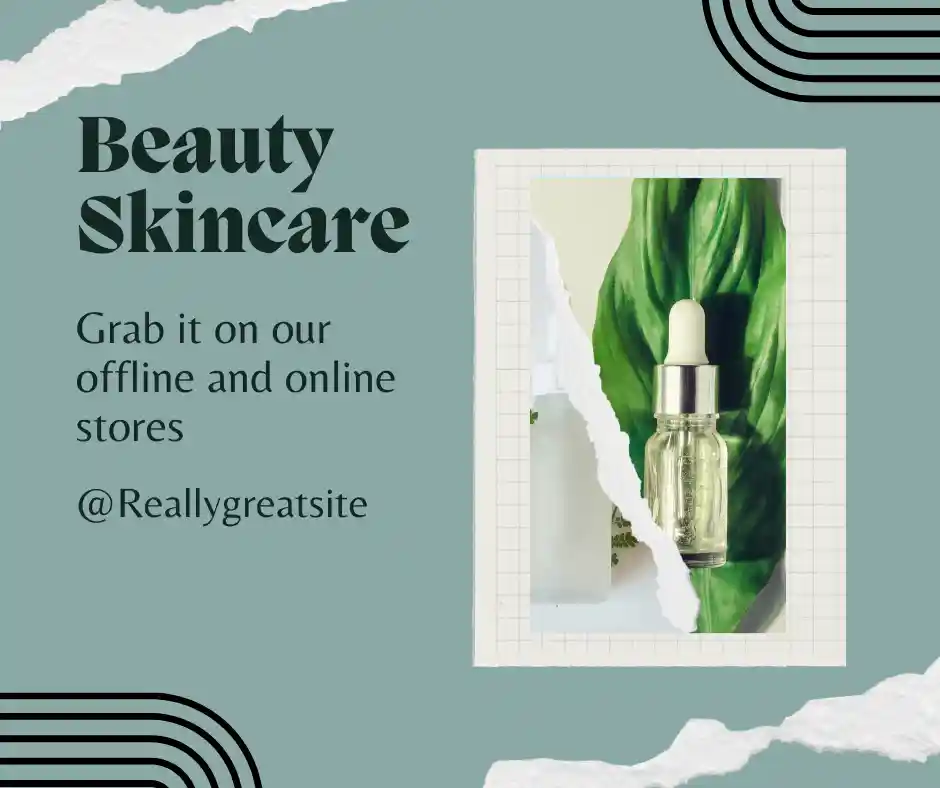 Beauty
Skincare
Grab it on our
offline and online
stores
@Reallygreatsite